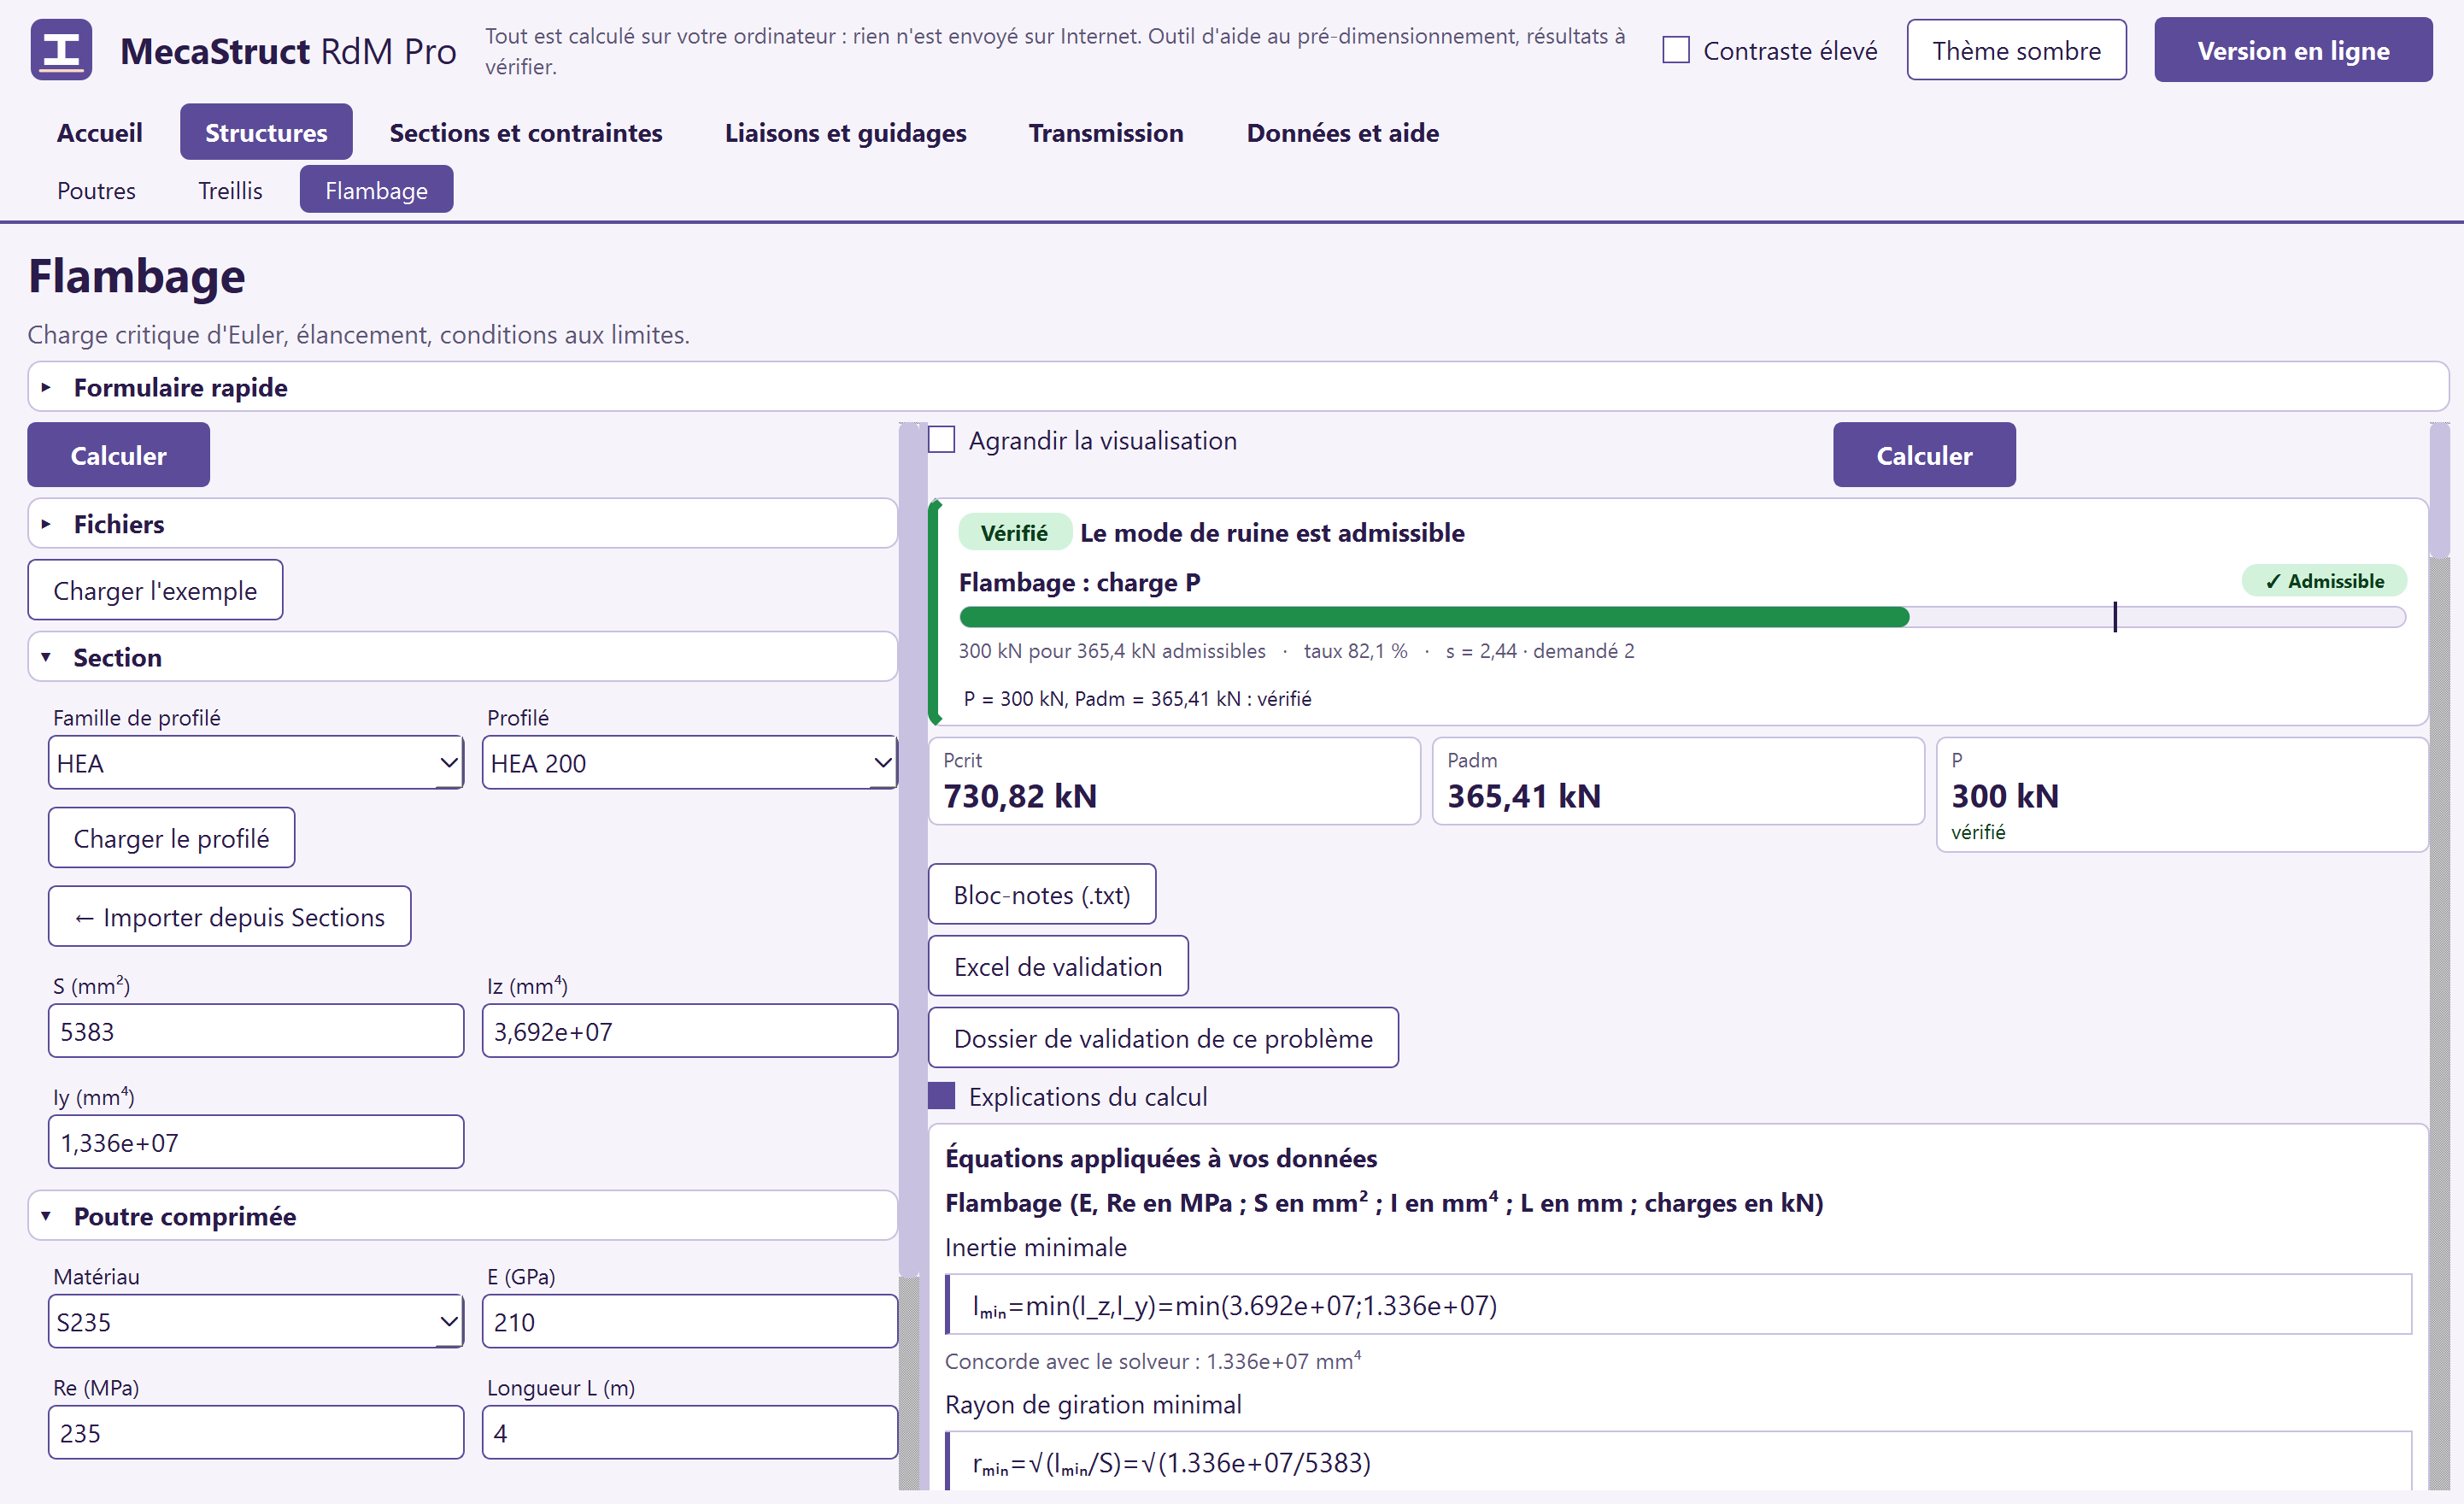 MecaStruct RdM Pro
Tout est calculé sur votre ordinateur : rien n'est envoyé sur Internet. Outil d'aide au pré-dimensionnement, résultats à
vérifier.
Contraste élevé
Thème sombre
Version en ligne
Accueil
Structures
Sections et contraintes
Liaisons et guidages
Transmission
Données et aide
Poutres
Treillis
Flambage
Flambage
Charge critique d'Euler, élancement, conditions aux limites.
▸ Formulaire rapide
Calculer
▸ Fichiers
Charger l'exemple
▾ Section
Famille de profilé
Profilé
HEA
HEA 200
Charger le profilé
← Importer depuis Sections
S (mm²)
Iz (mm⁴)
5383
3,692e+07
Iy (mm⁴)
1,336e+07
▾ Poutre comprimée
Matériau
E (GPa)
S235
210
Re (MPa)
Longueur L (m)
235
4
Agrandir la visualisation
Calculer
Vérifié Le mode de ruine est admissible
Flambage : charge P
✓ Admissible
300 kN pour 365,4 kN admissibles · taux 82,1 % · s = 2,44 · demandé 2
P = 300 kN, Padm = 365,41 kN : vérifié
Pcrit
730,82 kN
Padm
365,41 kN
P
300 kN
vérifié
Bloc-notes (.txt)
Excel de validation
Dossier de validation de ce problème
Explications du calcul
Équations appliquées à vos données
Flambage (E, Re en MPa ; S en mm² ; I en mm⁴ ; L en mm ; charges en kN)
Inertie minimale
Iₘᵢₙ=min(I_z,I_y)=min(3.692e+07;1.336e+07)
Concorde avec le solveur : 1.336e+07 mm⁴
Rayon de giration minimal
rₘᵢₙ=√(Iₘᵢₙ/S)=√(1.336e+07/5383)